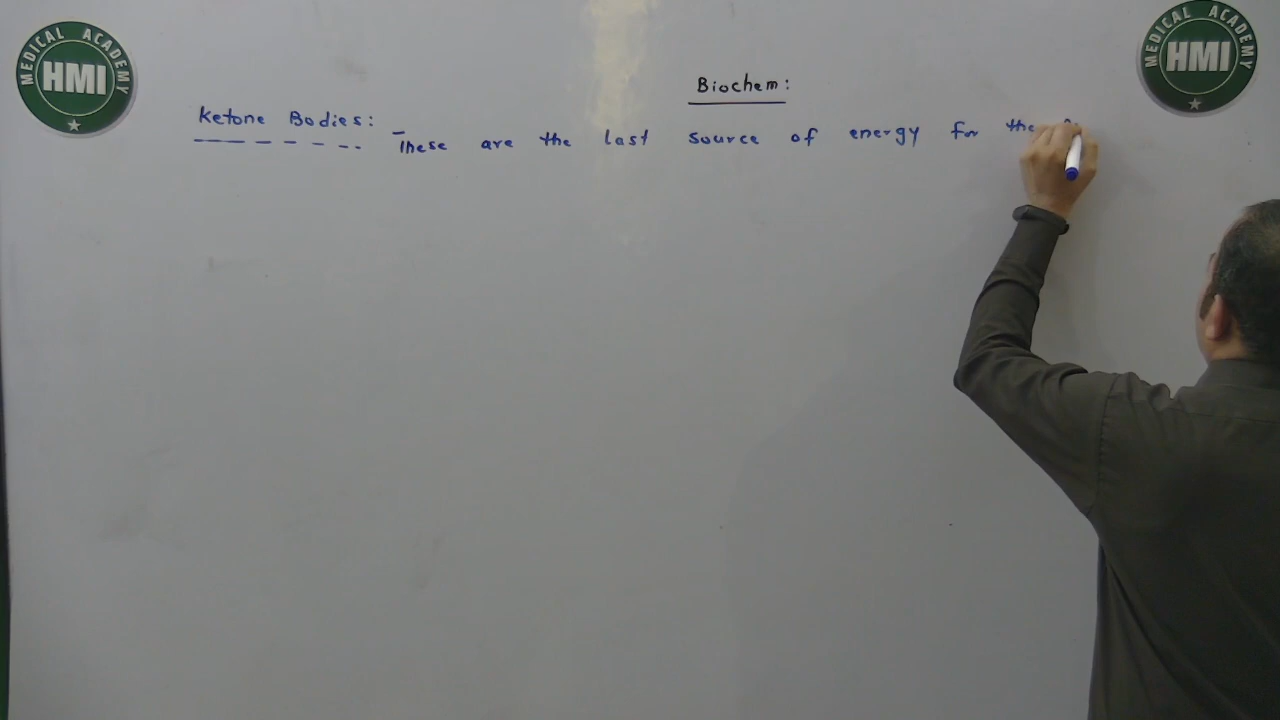 MEDICAL ACADEMY
HMI
MEDICAL ACADEMY
HMI
Biochem:
Ketone Bodies: These are the last source of energy for the